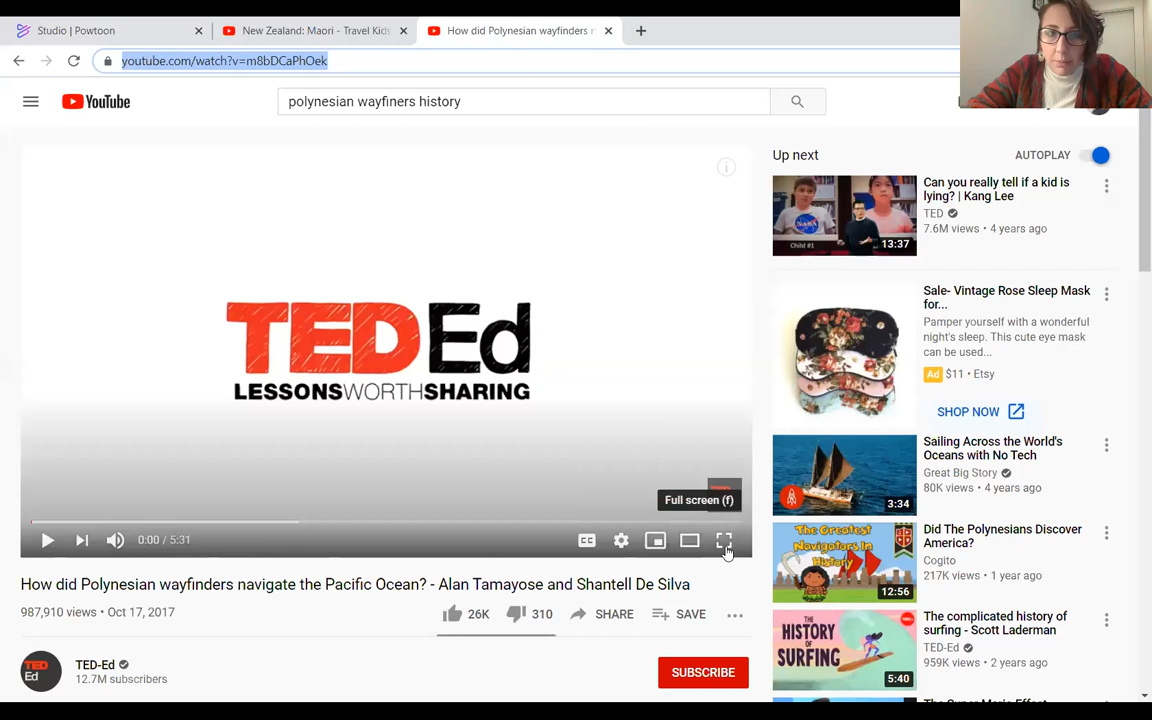 Studio | Powtoon
New Zealand: Maori - Travel Kids
How did Polynesian wayfinders n
youtube.com/watch?v=m8bDCaPhOek
YouTube
polynesian wayfiners history
Up next
AUTOPLAY
Can you really tell if a kid is
lying? | Kang Lee
TED
7.6M views • 4 years ago
NASA
Child #1
13:37
TEDEd
LESSONSWORTHSHARING
Sale- Vintage Rose Sleep Mask
for...
Pamper yourself with a wonderful
night's sleep. This cute eye mask
can be used...
Ad $11 • Etsy
SHOP NOW
Sailing Across the World's
Oceans with No Tech
Great Big Story
80K views • 4 years ago
3:34
Full screen (f)
0:00 / 5:31
CC
Did The Polynesians Discover
America?
Cogito
217K views • 1 year ago
The Greatest
Navigators In
History
12:56
How did Polynesian wayfinders navigate the Pacific Ocean? - Alan Tamayose and Shantell De Silva
987,910 views • Oct 17, 2017
26K
310
SHARE
SAVE
The complicated history of
surfing - Scott Laderman
TED-Ed
959K views • 2 years ago
THE
HISTORY
OF
SURFING
5:40
TED
Ed
TED-Ed
12.7M subscribers
SUBSCRIBE